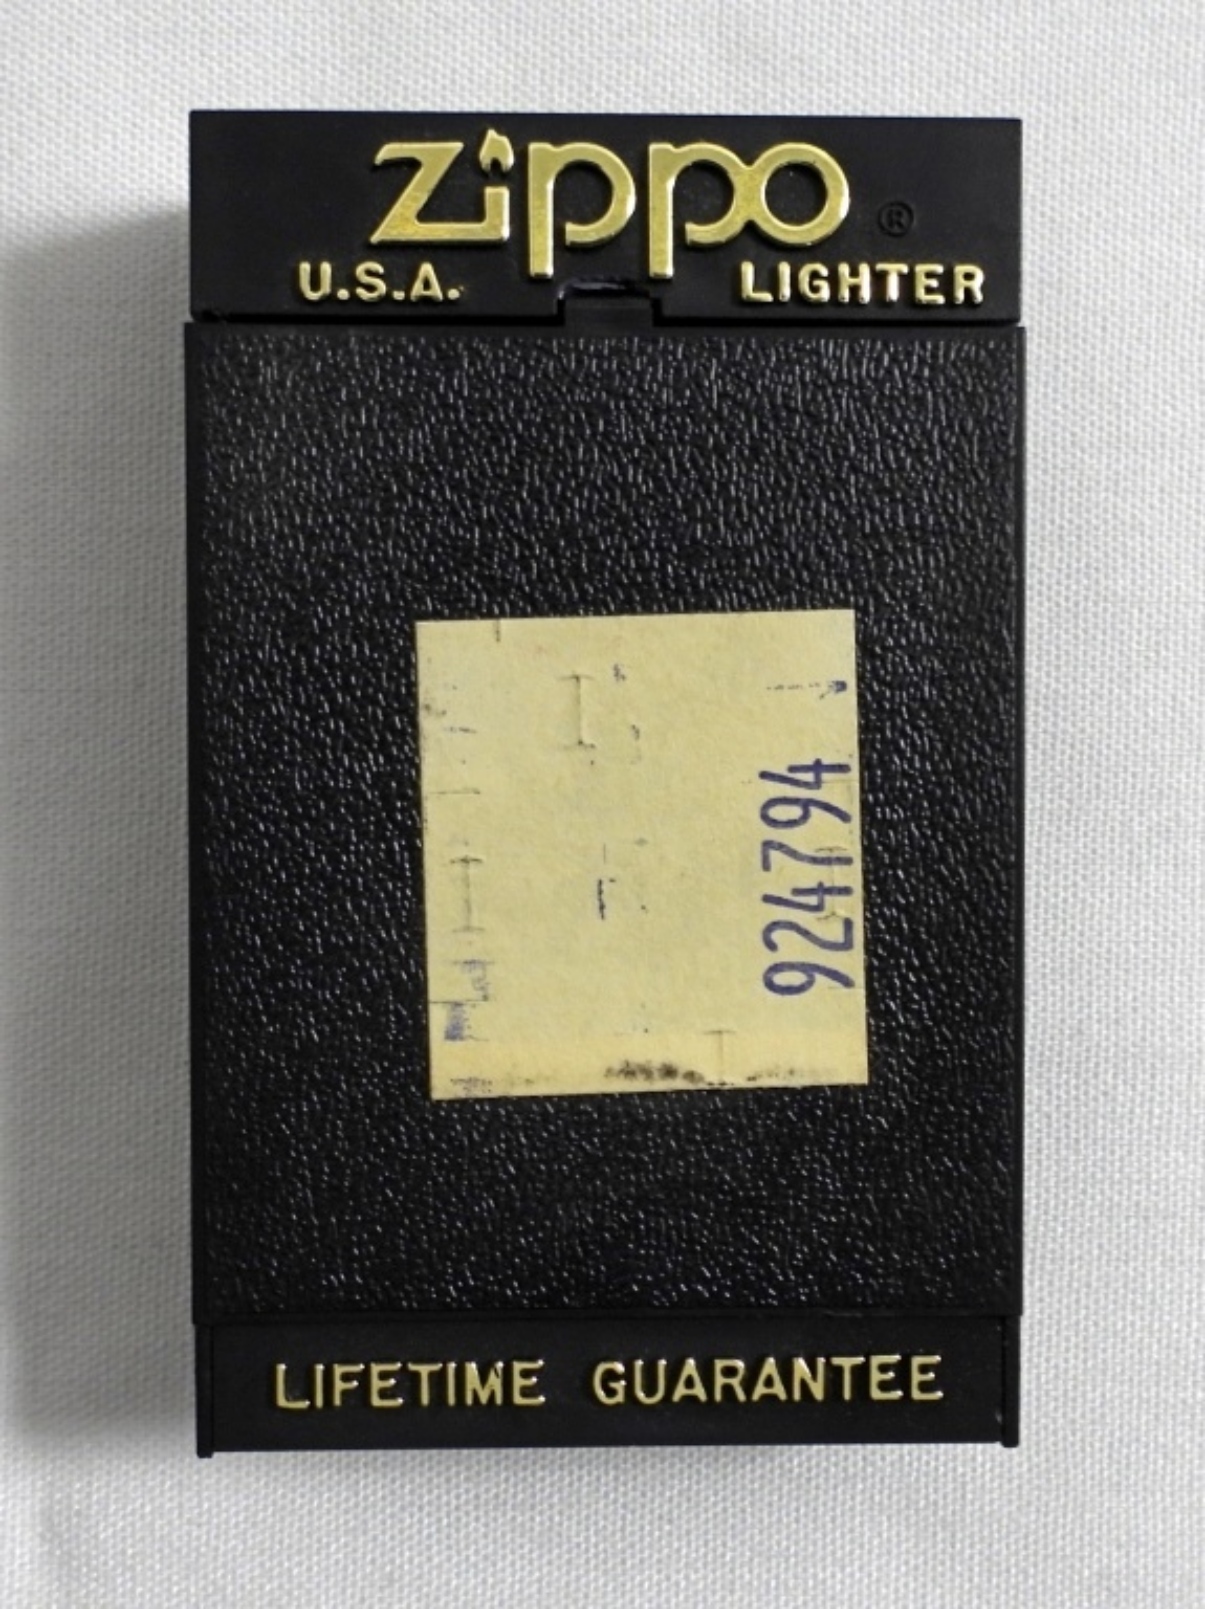 zippo ®
U.S.A. LIGHTER
924794
LIFETIME GUARANTEE